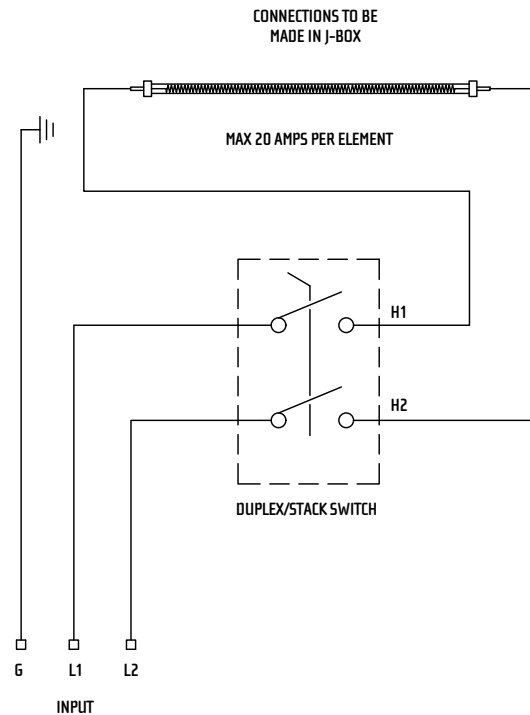 CONNECTIONS TO BE
MADE IN J-BOX
MAX 20 AMPS PER ELEMENT
H1
H2
DUPLEX/STACK SWITCH
G L1 L2
INPUT